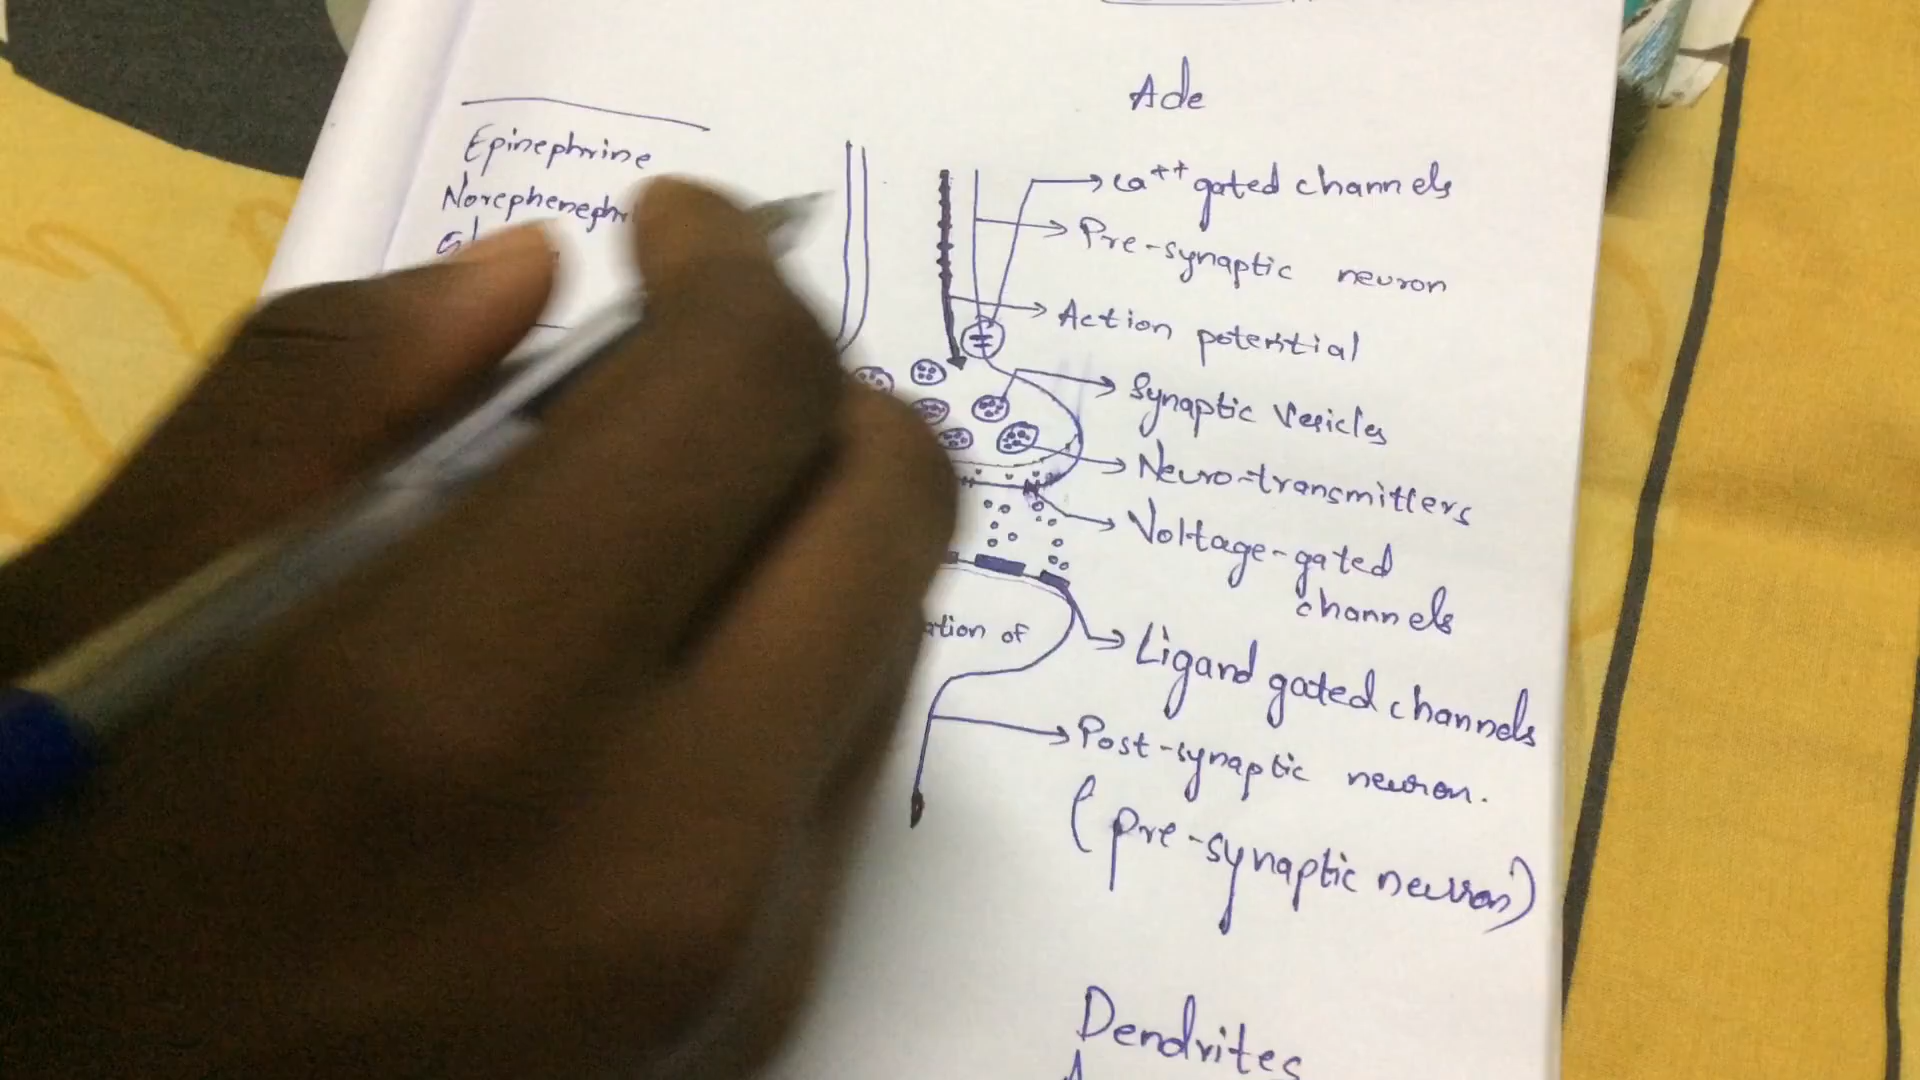 Ade
Epinephrine
Ca++ gated channels
Pre-synaptic neuron
Action potential
Synaptic Vesicles
Neuro-transmitters
Voltage-gated
channels
Ligand gated channels
Post-synaptic neuron.
(pre-synaptic neuron)
of
Dendrites